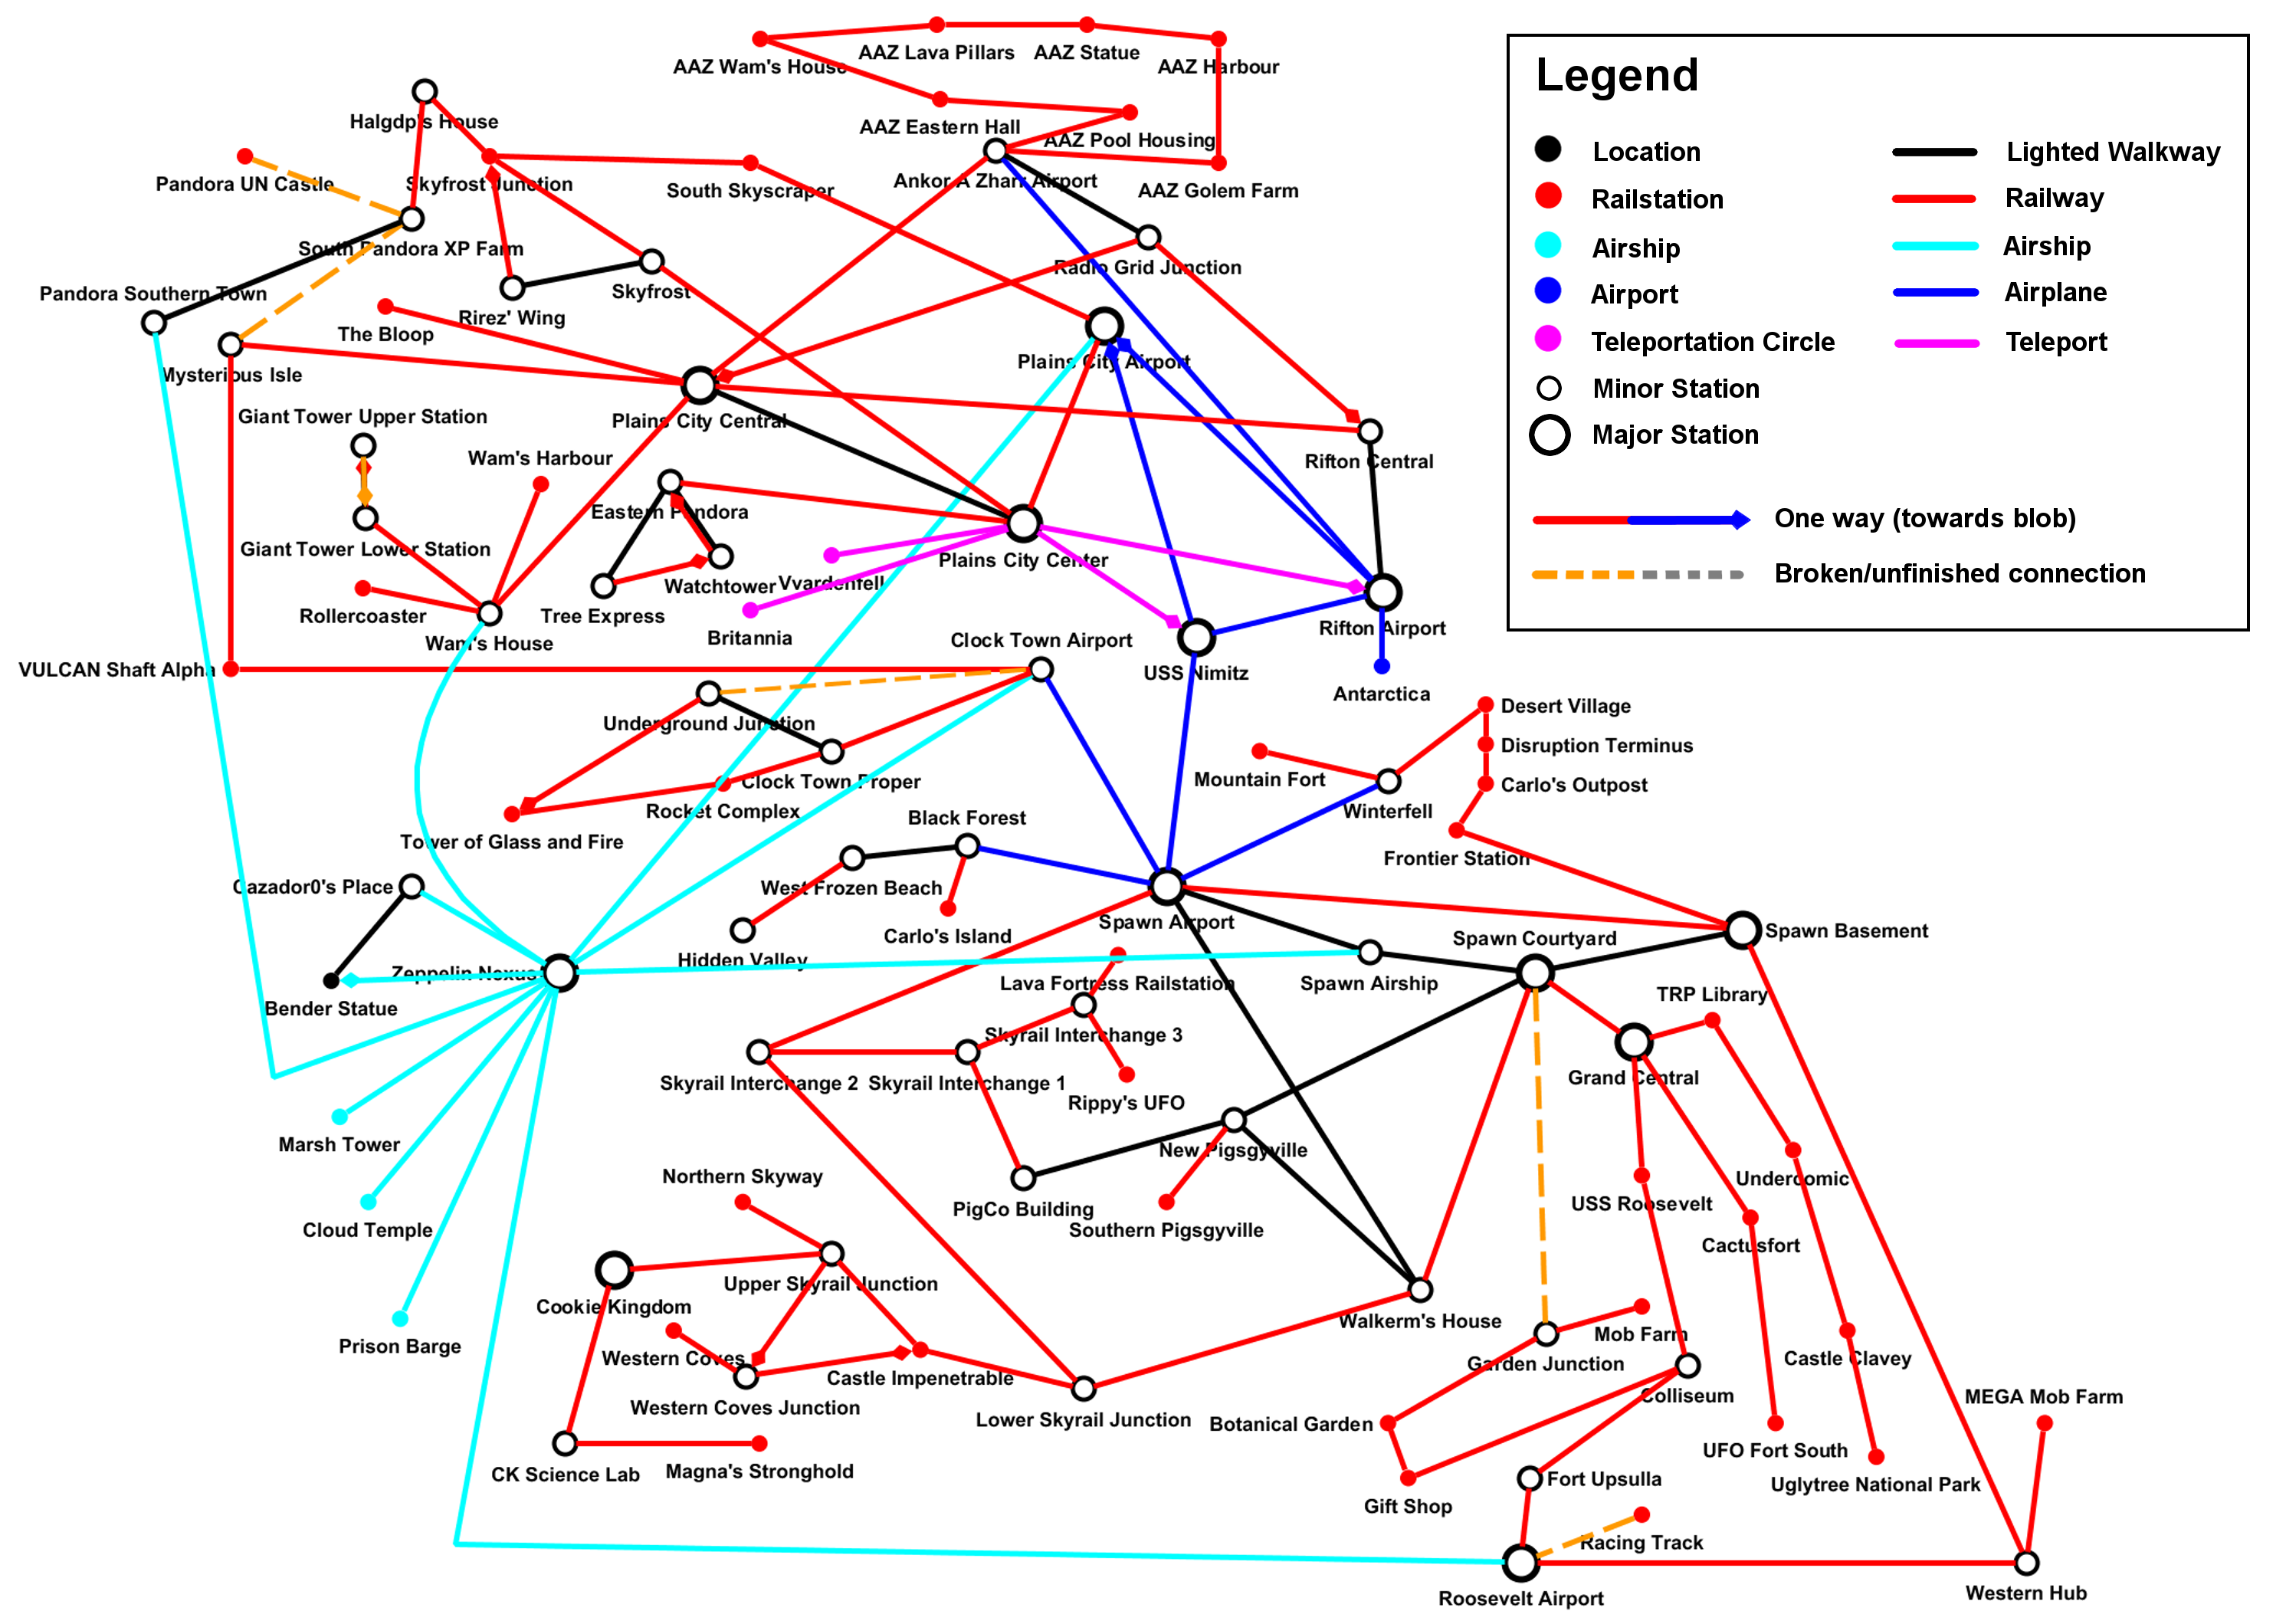 AAZ Wam's House
AAZ Lava Pillars
AAZ Statue
AAZ Harbour
AAZ Eastern Hall
AAZ Pool Housing
Ankor A Zharr Airport
AAZ Golem Farm
Halgdp's House
Pandora UN Castle
Skyfrost Junction
South Skyscraper
South Pandora XP Farm
Radio Grid Junction
Pandora Southern Town
Skyfrost
Rirez' Wing
The Bloop
Plains City Airport
Mysterious Isle
Giant Tower Upper Station
Plains City Central
Wam's Harbour
Rifton Central
Eastern Pandora
Giant Tower Lower Station
Plains City Center
Watchtower
Vvardenfell
Rollercoaster
Tree Express
Wam's House
Britannia
Clock Town Airport
Rifton Airport
VULCAN Shaft Alpha
USS Nimitz
Antarctica
Underground Junction
Clock Town Proper
Rocket Complex
Tower of Glass and Fire
Desert Village
Disruption Terminus
Mountain Fort
Carlo's Outpost
Winterfell
Black Forest
Frontier Station
Cazador0's Place
West Frozen Beach
Spawn Airport
Carlo's Island
Spawn Courtyard
Spawn Basement
Hidden Valley
Zeppelin Nexus
Bender Statue
Lava Fortress Railstation
Spawn Airship
TRP Library
Skyrail Interchange 3
Skyrail Interchange 2
Skyrail Interchange 1
Grand Central
Rippy's UFO
Marsh Tower
New Pigsgyville
Northern Skyway
Undercomic
PigCo Building
USS Roosevelt
Cloud Temple
Southern Pigsgyville
Cactusfort
Upper Skyrail Junction
Cookie Kingdom
Walkerm's House
Mob Farm
Prison Barge
Western Coves
Castle Impenetrable
Garden Junction
Castle Clavey
Colliseum
MEGA Mob Farm
Western Coves Junction
Lower Skyrail Junction
Botanical Garden
UFO Fort South
CK Science Lab
Magna's Stronghold
Fort Upsulla
Uglytree National Park
Gift Shop
Racing Track
Roosevelt Airport
Western Hub
Legend
Location
Lighted Walkway
Railstation
Railway
Airship
Airship
Airport
Airplane
Teleportation Circle
Teleport
Minor Station
Major Station
One way (towards blob)
Broken/unfinished connection